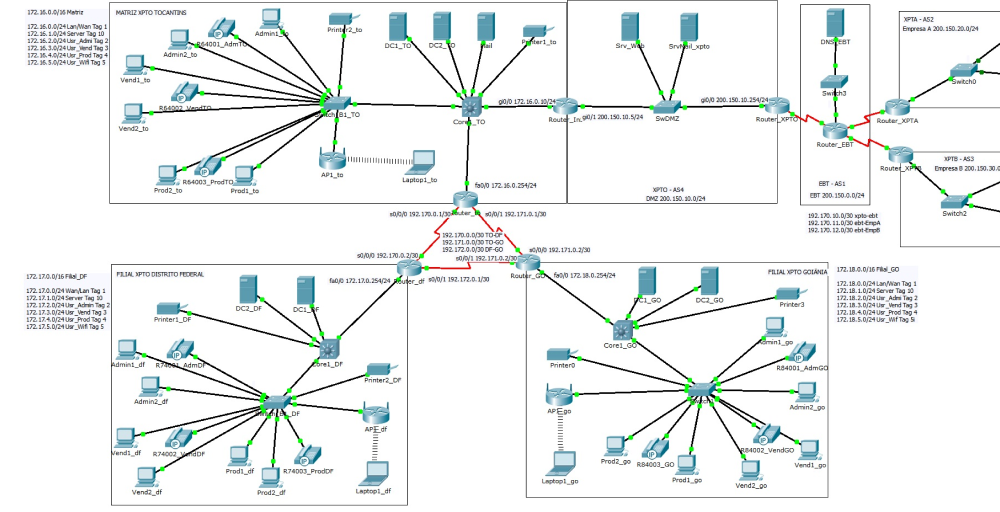 172.16.0.0/16 Matriz
172.16.0.0/24 Lan/Wan Tag 1
172.16.1.0/24 Server Tag 10
172.16.2.0/24 Usr_Admi Tag 2
172.16.3.0/24 Usr_Vend Tag 3
172.16.4.0/24 Usr_Prod Tag 4
172.16.5.0/24 Usr_Wifi Tag 5
MATRIZ XPTO TOCANTINS
Admin1_to
Printer2_to
R64001_AdmTO
Admin2_to
Vend1_to
R64002_VendTO
Vend2_to
Prod2_to
R64003_ProdTO
Prod1_to
AP1_to
Laptop1_to
DC1_TO
DC2_TO
Mail
Printer1_to
gi0/0 172.16.0.10/24
gi0/1 200.150.10.5/24
fa0/0 172.16.0.254/24
Srv_Web
SrvMail_xpto
SwDMZ
gi0/0 200.150.10.254/24
Router_XPTO
XPTO - AS4
DMZ 200.150.10.0/24
DNS_EBT
Switch3
Router_EBT
EBT - AS1
EBT 200.150.0.0/24
XPTA - AS2
Empresa A 200.150.20.0/24
Switch0
Router_XPTA
XPTB - AS3
Empresa B 200.150.30.0
Router_XPTB
Switch2
192.170.10.0/30 xpto-ebt
192.170.11.0/30 ebt-EmpA
192.170.12.0/30 ebt-EmpB
s0/0/0 192.170.0.1/30
s0/0/1 192.171.0.1/30
192.170.0.0/30 TO-DF
192.171.0.0/30 TO-GO
192.172.0.0/30 DF-GO
s0/0/0 192.170.0.2/30
s0/0/1 192.171.0.2/30
s0/0/0 192.171.0.2/30
s0/0/1 192.172.0.1/30
Router_df
Router_GO
fa0/0 172.17.0.254/24
fa0/0 172.18.0.254/24
172.17.0.0/16 Filial_DF
172.17.0.0/24 Wan/Lan Tag 1
172.17.1.0/24 Server Tag 10
172.17.2.0/24 Usr_Admin Tag 2
172.17.3.0/24 Usr_Vend Tag 3
172.17.4.0/24 Usr_Prod Tag 4
172.17.5.0/24 Usr_Wifi Tag 5
FILIAL XPTO DISTRITO FEDERAL
DC2_DF
DC1_DF
Printer1_DF
Core1_DF
Admin1_df
R74001_AdmDF
Printer2_DF
Admin2_df
Vend1_df
R74002_VendDF
Vend2_df
Prod1_df
Prod2_df
R74003_ProdDF
Laptop1_df
FILIAL XPTO GOIÂNIA
DC1_GO
DC2_GO
Printer3
Core1_GO
Printer0
Admin1_go
R84001_AdmGO
Admin2_go
Prod2_go
R84003_GO
Prod1_go
R84002_VendGO
Vend1_go
Vend2_go
Laptop1_go
172.18.0.0/16 Filial_GO
172.18.0.0/24 Lan/Wan Tag 1
172.18.1.0/24 Server Tag 10
172.18.2.0/24 Usr_Adm Tag 2
172.18.3.0/24 Usr_Vend Tag 3
172.18.4.0/24 Usr_Prod Tag 4